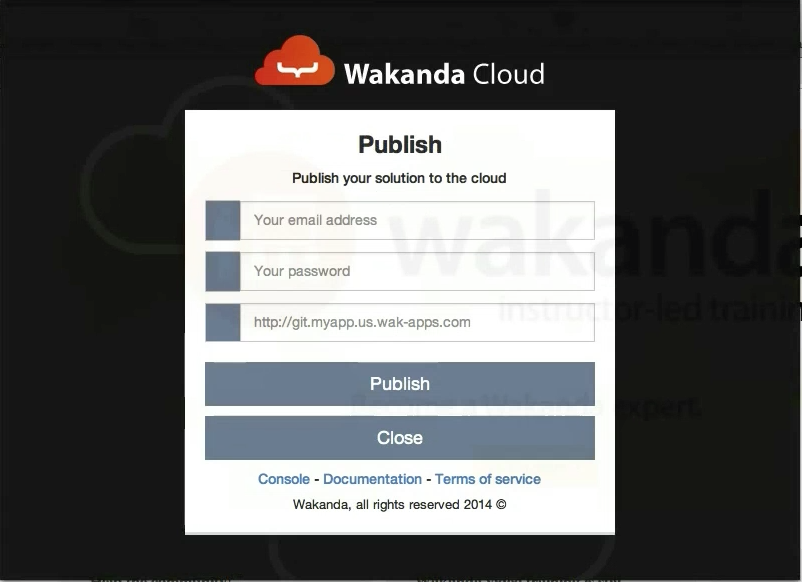 Wakanda Cloud
Publish
Publish your solution to the cloud
Your email address
Your password
http://git.myapp.us.wak-apps.com
Publish
Close
Console - Documentation - Terms of service
Wakanda, all rights reserved 2014 ©
wakanda
instructor-led training
Become a Wakanda expert.